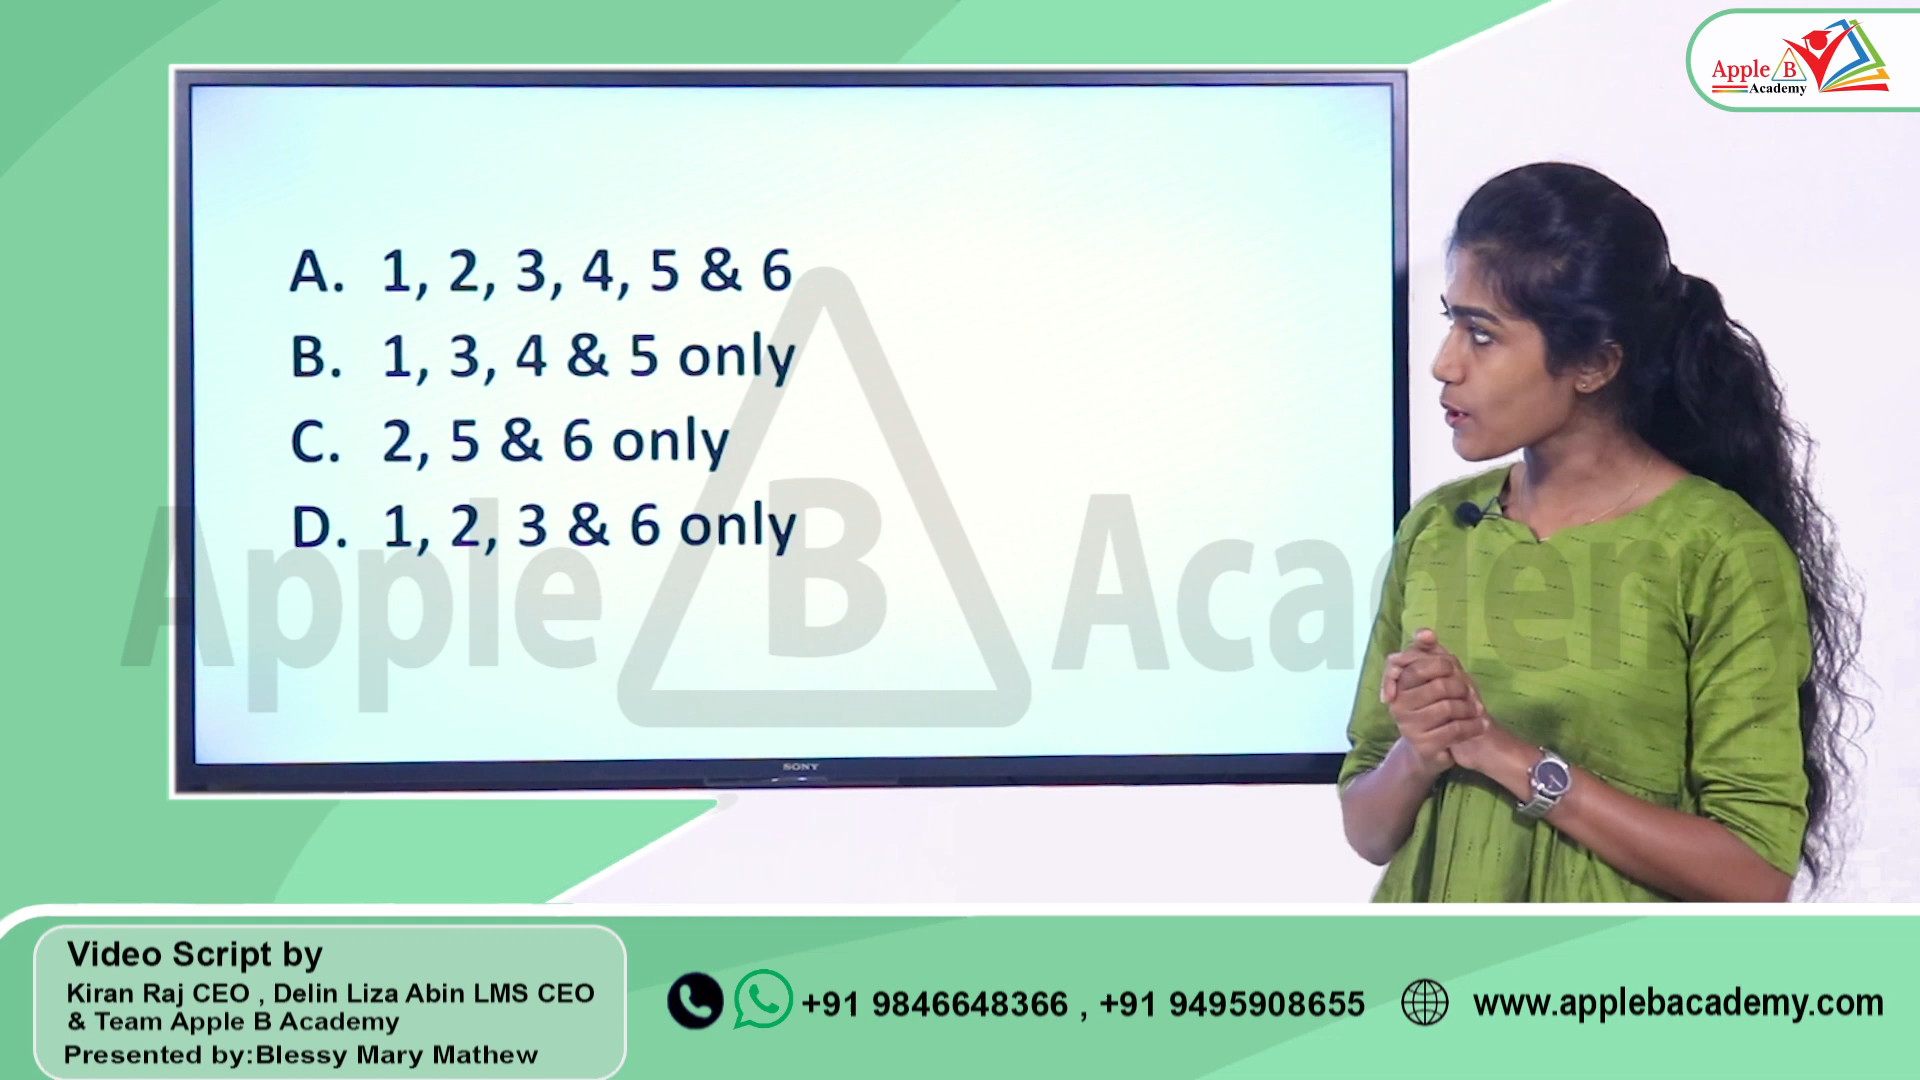 Apple B
Academy
A. 1, 2, 3, 4, 5 & 6
B. 1, 3, 4 & 5 only
C. 2, 5 & 6 only
D. 1, 2, 3 & 6 only
Apple B Academy
SONY
Video Script by
Kiran Raj CEO , Delin Liza Abin LMS CEO
& Team Apple B Academy
Presented by:Blessy Mary Mathew
+91 9846648366 , +91 9495908655
www.applebacademy.com